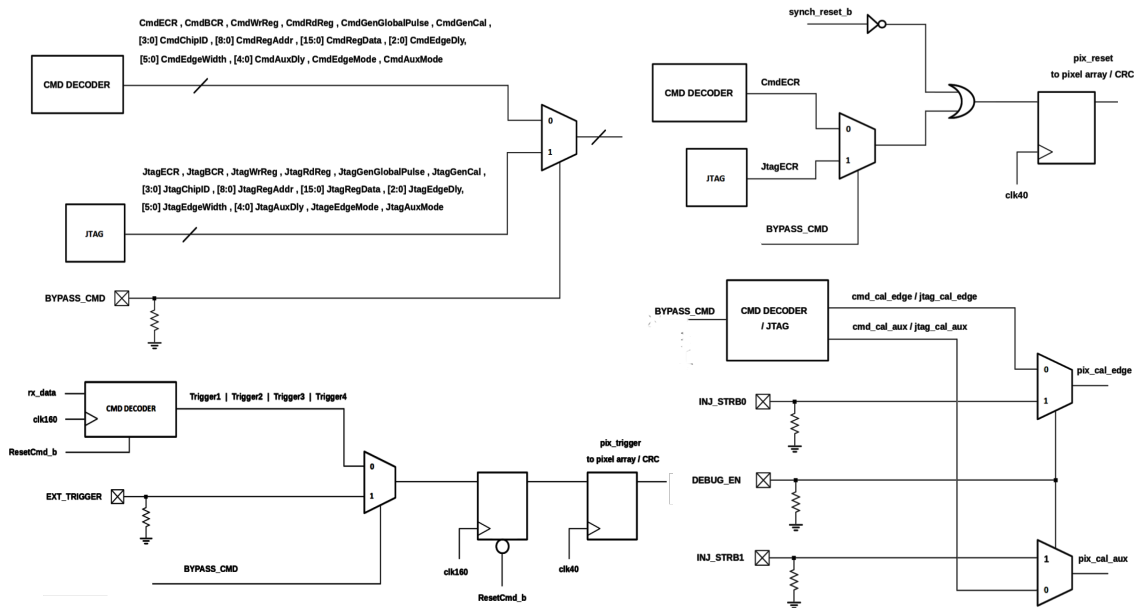 CmdECR , CmdBCR , CmdWrReg , CmdRdReg , CmdGenGlobalPulse , CmdGenCal ,
[3:0] CmdChipID , [8:0] CmdRegAddr , [15:0] CmdRegData , [2:0] CmdEdgeDly,
[5:0] CmdEdgeWidth , [4:0] CmdAuxDly , CmdEdgeMode , CmdAuxMode
CMD DECODER
0
1
JtagECR , JtagBCR , JtagWrReg , JtagRdReg , JtagGenGlobalPulse , JtagGenCal ,
[3:0] JtagChipID , [8:0] JtagRegAddr , [15:0] JtagRegData , [2:0] JtagEdgeDly,
[5:0] JtagEdgeWidth , [4:0] JtagAuxDly , JtageEdgeMode , JtagAuxMode
JTAG
BYPASS_CMD
synch_reset_b
pix_reset
to pixel array / CRC
CMD DECODER
CmdECR
0
1
JTAG
JtagECR
clk40
BYPASS_CMD
rx_data
clk160
CMD DECODER
ResetCmd_b
Trigger1 | Trigger2 | Trigger3 | Trigger4
0
1
EXT_TRIGGER
BYPASS_CMD
pix_trigger
to pixel array / CRC
clk160
clk40
ResetCmd_b
BYPASS_CMD
CMD DECODER
/ JTAG
cmd_cal_edge / jtag_cal_edge
cmd_cal_aux / jtag_cal_aux
0
1
pix_cal_edge
INJ_STRB0
DEBUG_EN
INJ_STRB1
1
0
pix_cal_aux